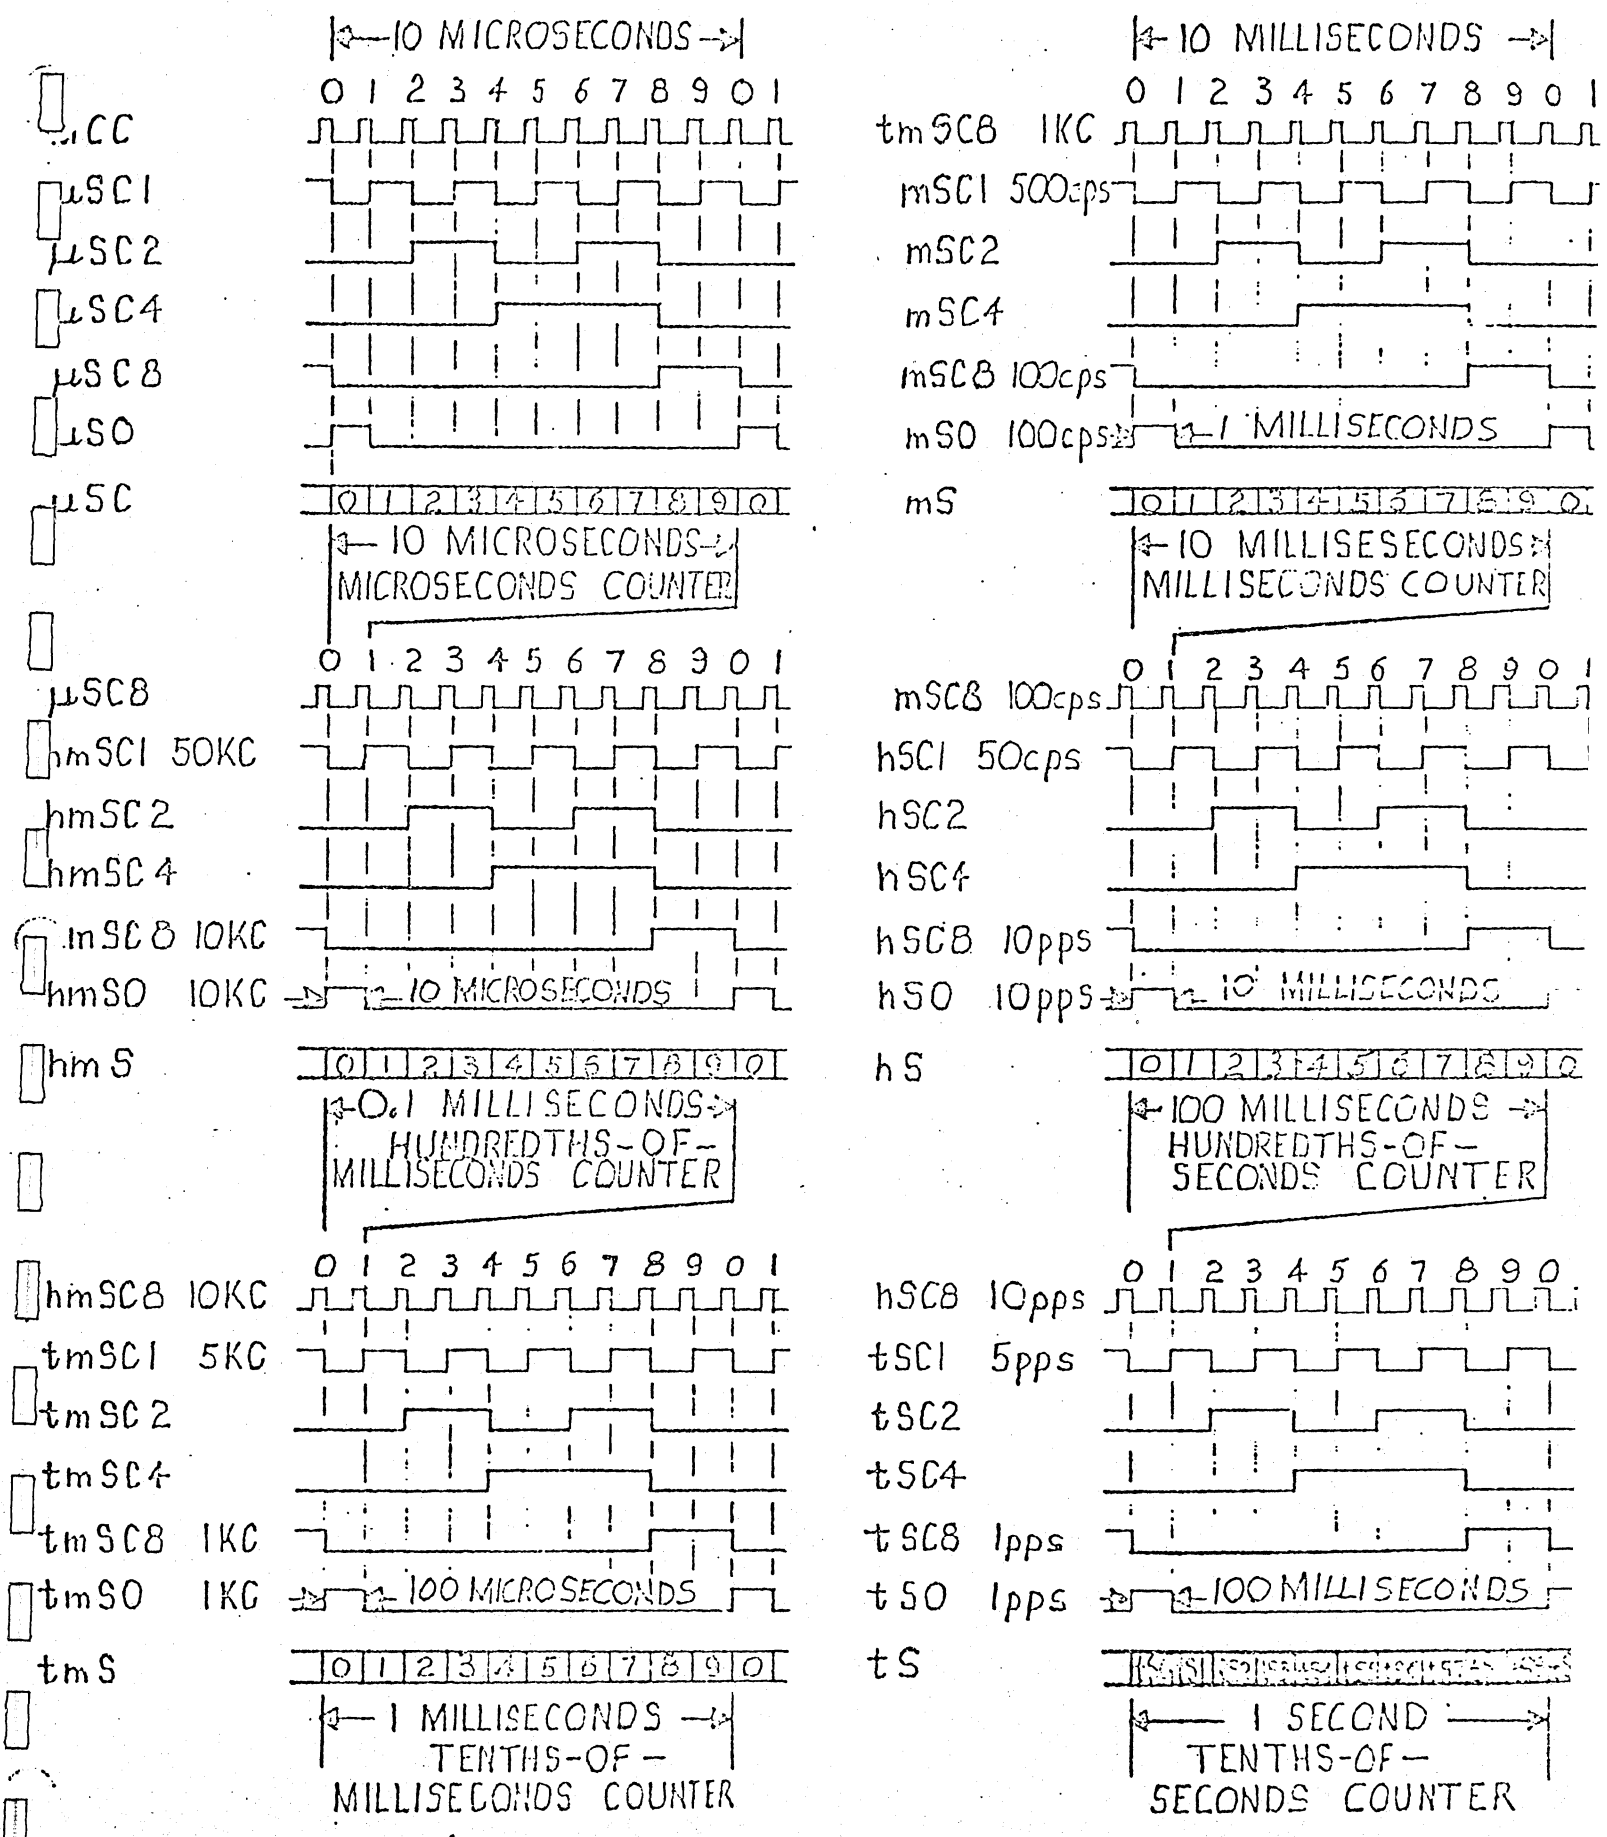 10 MICROSECONDS
0 1 2 3 4 5 6 7 8 9 0 1
CC
μSC1
μSC2
μSC4
μSC8
μSO
μSC
0 1 2 3 4 5 6 7 8 9 0
10 MICROSECONDS
MICROSECONDS COUNTER
0 1 2 3 4 5 6 7 8 9 0 1
μSC8
hmSC1 50KC
hmSC2
hmSC4
mSC8 10KC
hmSO 10KC 10 MICROSECONDS
hmS
0 1 2 3 4 5 6 7 8 9 0
0.1 MILLISECONDS
HUNDREDTHS-OF-
MILLISECONDS COUNTER
0 1 2 3 4 5 6 7 8 9 0 1
hmSC8 10KC
tmSC1 5KC
tmSC2
tmSC4
tmSC8 1KC
tmSO 1KC 100 MICROSECONDS
tmS
0 1 2 3 4 5 6 7 8 9 0
1 MILLISECONDS
TENTHS-OF-
MILLISECONDS COUNTER
10 MILLISECONDS
0 1 2 3 4 5 6 7 8 9 0 1
tmSC8 1KC
mSC1 500cps
mSC2
mSC4
mSC8 100cps
mSO 100cps 1 MILLISECONDS
mS
0 1 2 3 4 5 6 7 8 9 0
10 MILLISESECONDS
MILLISECONDS COUNTER
0 1 2 3 4 5 6 7 8 9 0 1
mSC8 100cps
hSC1 50cps
hSC2
hSC4
hSC8 10pps
hSO 10pps 10 MILLISECONDS
hS
0 1 2 3 4 5 6 7 8 9 0
100 MILLISECONDS
HUNDREDTHS-OF-
SECONDS COUNTER
0 1 2 3 4 5 6 7 8 9 0
hSC8 10pps
tSC1 5pps
tSC2
tSC4
tSC8 1pps
tSO 1pps 100 MILLISECONDS
tS
1 SECOND
TENTHS-OF-
SECONDS COUNTER